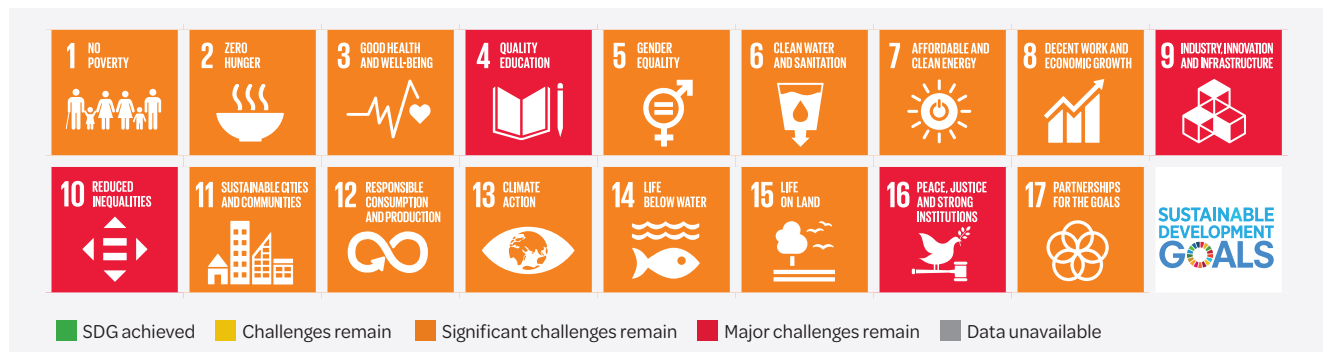 1 NO
POVERTY
2 ZERO
HUNGER
3 GOOD HEALTH
AND WELL-BEING
4 QUALITY
EDUCATION
5 GENDER
EQUALITY
6 CLEAN WATER
AND SANITATION
7 AFFORDABLE AND
CLEAN ENERGY
8 DECENT WORK AND
ECONOMIC GROWTH
9 INDUSTRY, INNOVATION
AND INFRASTRUCTURE
10 REDUCED
INEQUALITIES
11 SUSTAINABLE CITIES
AND COMMUNITIES
12 RESPONSIBLE
CONSUMPTION
AND PRODUCTION
13 CLIMATE
ACTION
14 LIFE
BELOW WATER
15 LIFE
ON LAND
16 PEACE, JUSTICE
AND STRONG
INSTITUTIONS
17 PARTNERSHIPS
FOR THE GOALS
SUSTAINABLE
DEVELOPMENT
GOALS
SDG achieved
Challenges remain
Significant challenges remain
Major challenges remain
Data unavailable